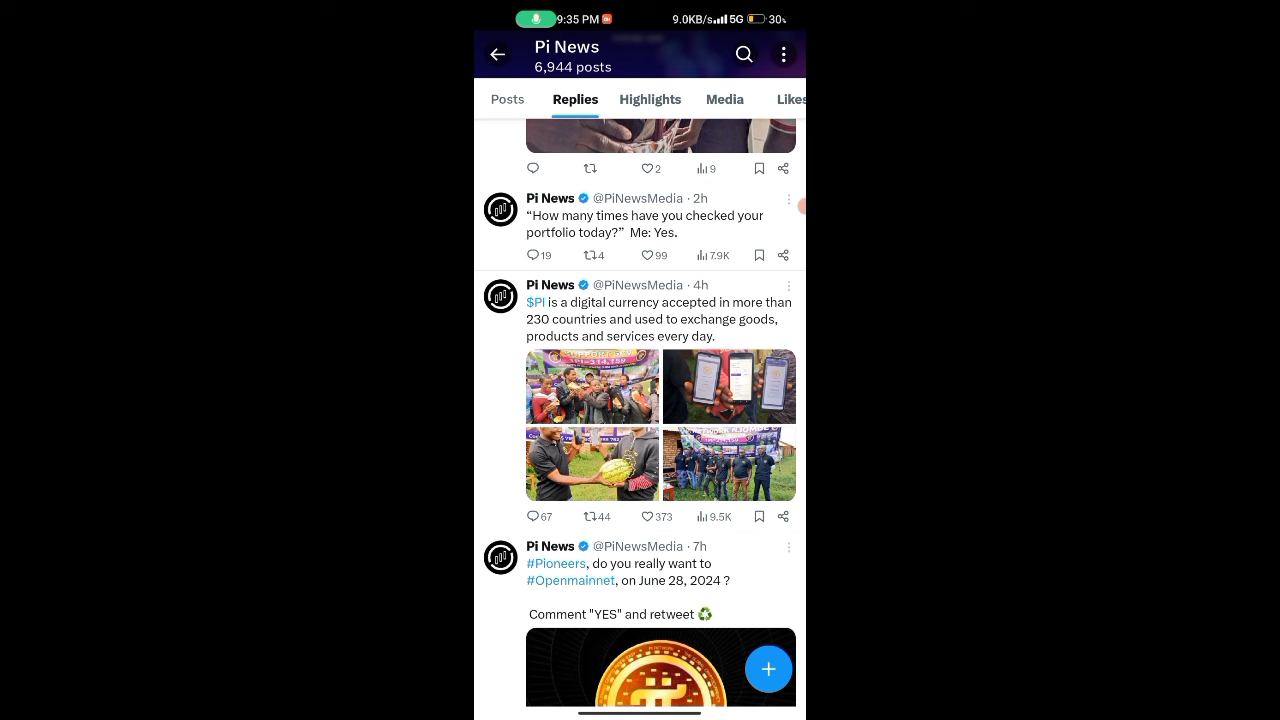 9:35 PM 9.0KB/s 5G 30%
Pi News
6,944 posts
Posts Replies Highlights Media Likes
2 9
Pi News @PiNewsMedia · 2h
“How many times have you checked your
portfolio today?” Me: Yes.
19 4 99 7.9K
Pi News @PiNewsMedia · 4h
$PI is a digital currency accepted in more than
230 countries and used to exchange goods,
products and services every day.
1PI=314,159
67 44 373 9.5K
Pi News @PiNewsMedia · 7h
#Pioneers, do you really want to
#Openmainnet, on June 28, 2024 ?
Comment "YES" and retweet ♻️